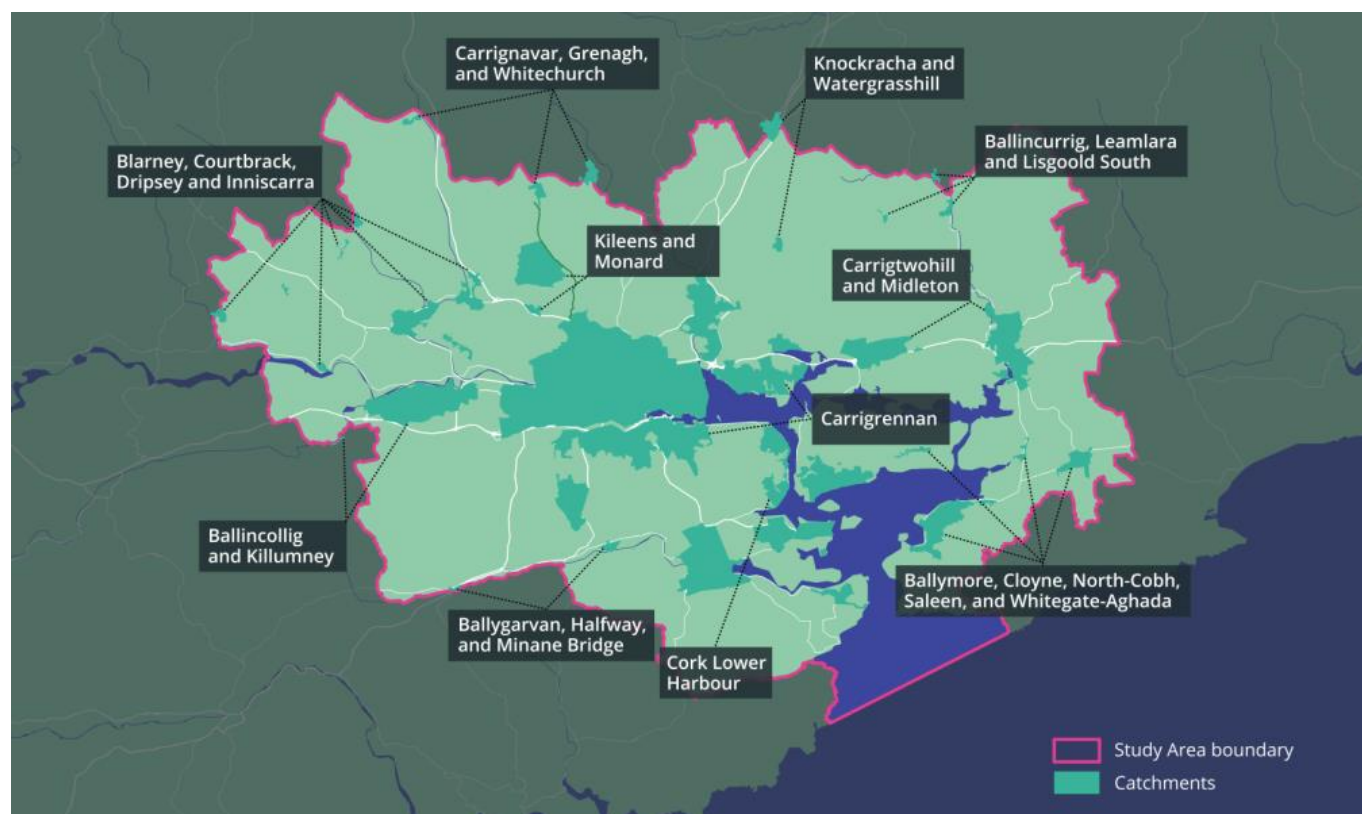 Carrignavar, Grenagh,
and Whitechurch
Knockracha and
Watergrasshill
Ballincurrig, Leamlara
and Lisgoold South
Blarney, Courtbrack,
Dripsey and Inniscarra
Kileens and
Monard
Carrigtwohill
and Midleton
Carrigrennan
Ballincollig
and Killumney
Ballymore, Cloyne, North-Cobh,
Saleen, and Whitegate-Aghada
Ballygarvan, Halfway,
and Minane Bridge
Cork Lower
Harbour
Study Area boundary
Catchments